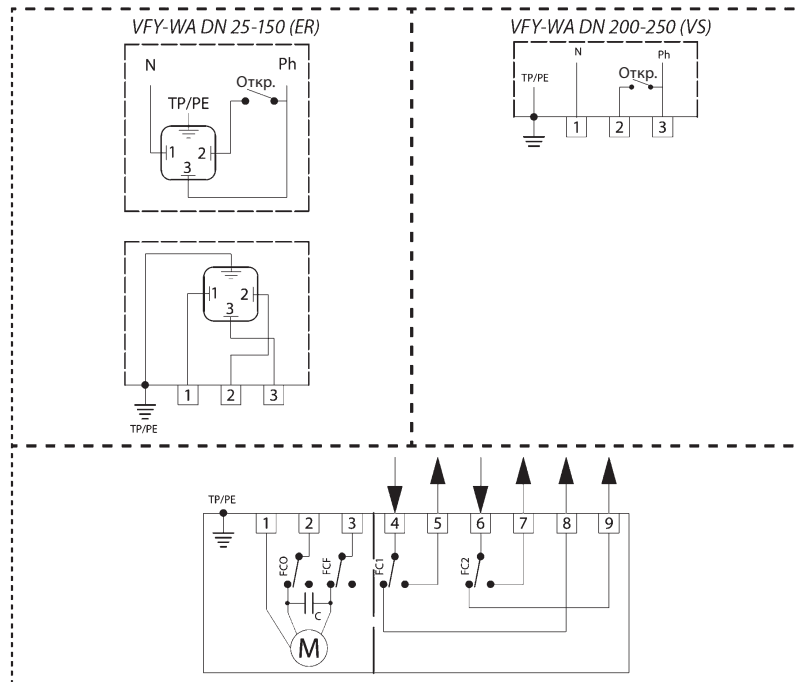 VFY-WA DN 25-150 (ER)
VFY-WA DN 200-250 (VS)
N
Ph
Откр.
TP/PE
1
2
3
1
2
3
1
2
3
TP/PE
N
Ph
Откр.
TP/PE
1
2
3
TP/PE
1
2
3
4
5
6
7
8
9
FCO
FCF
FC1
FC2
C
M